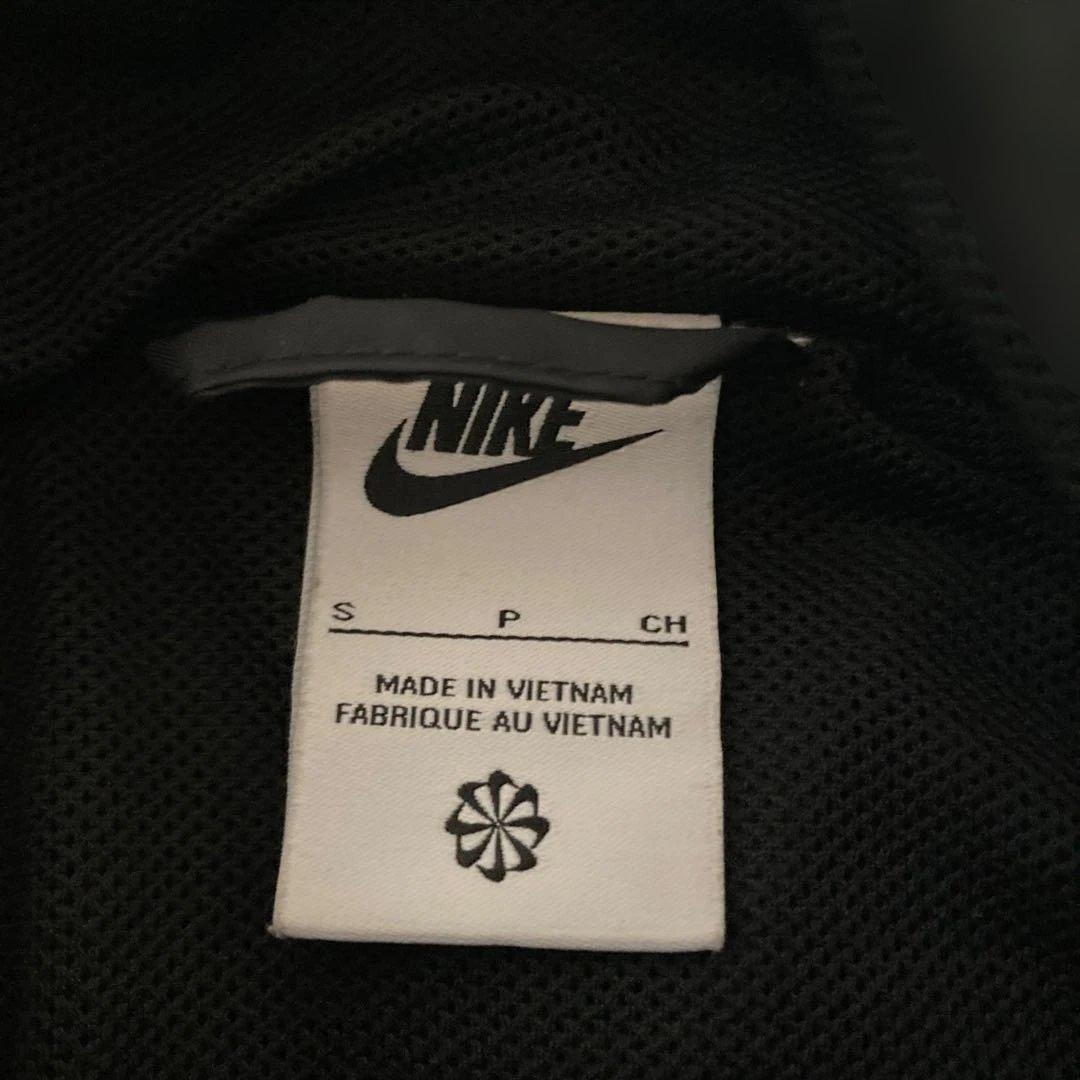 NIKE
S P CH
MADE IN VIETNAM
FABRIQUE AU VIETNAM